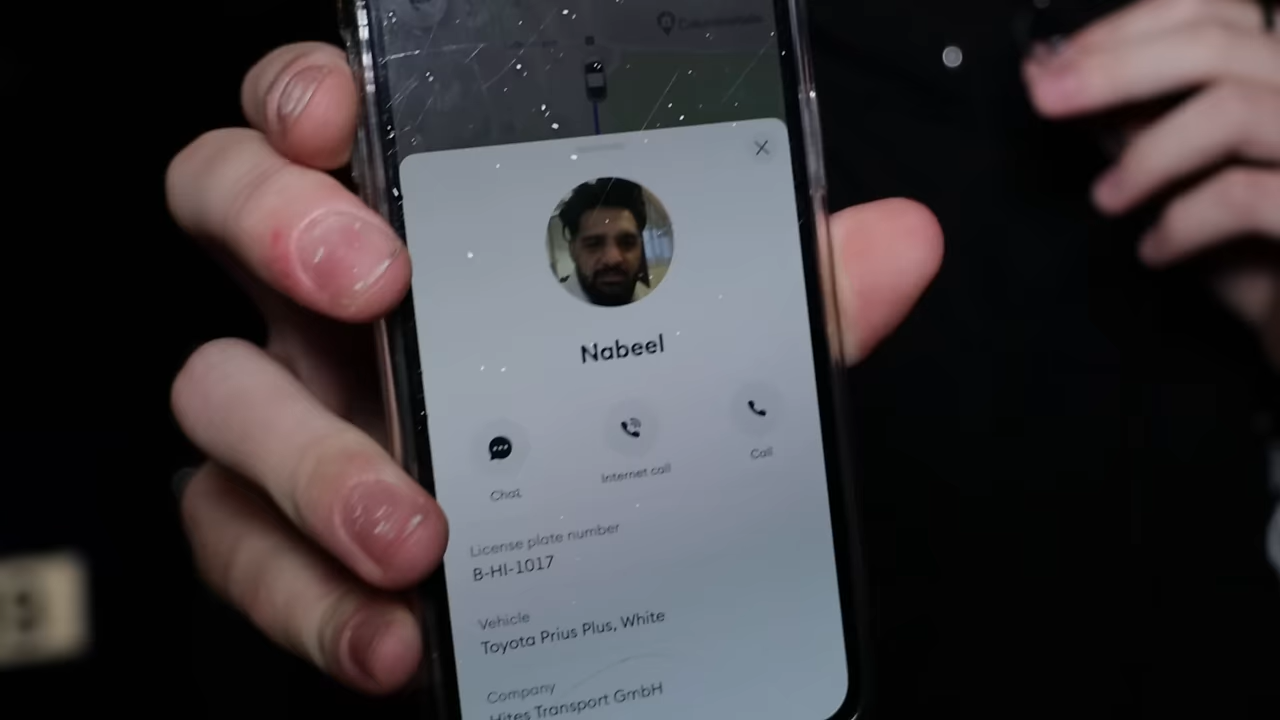 Nabeel
Chat
Internet call
Call
License plate number
B-HI-1017
Vehicle
Toyota Prius Plus, White
Company
Hites Transport GmbH